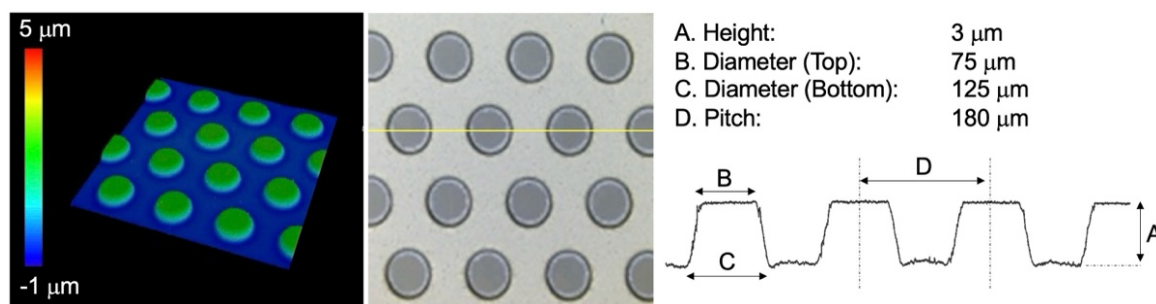 5 μm
-1 μm
A. Height: 3 μm
B. Diameter (Top): 75 μm
C. Diameter (Bottom): 125 μm
D. Pitch: 180 μm
B
D
A
C